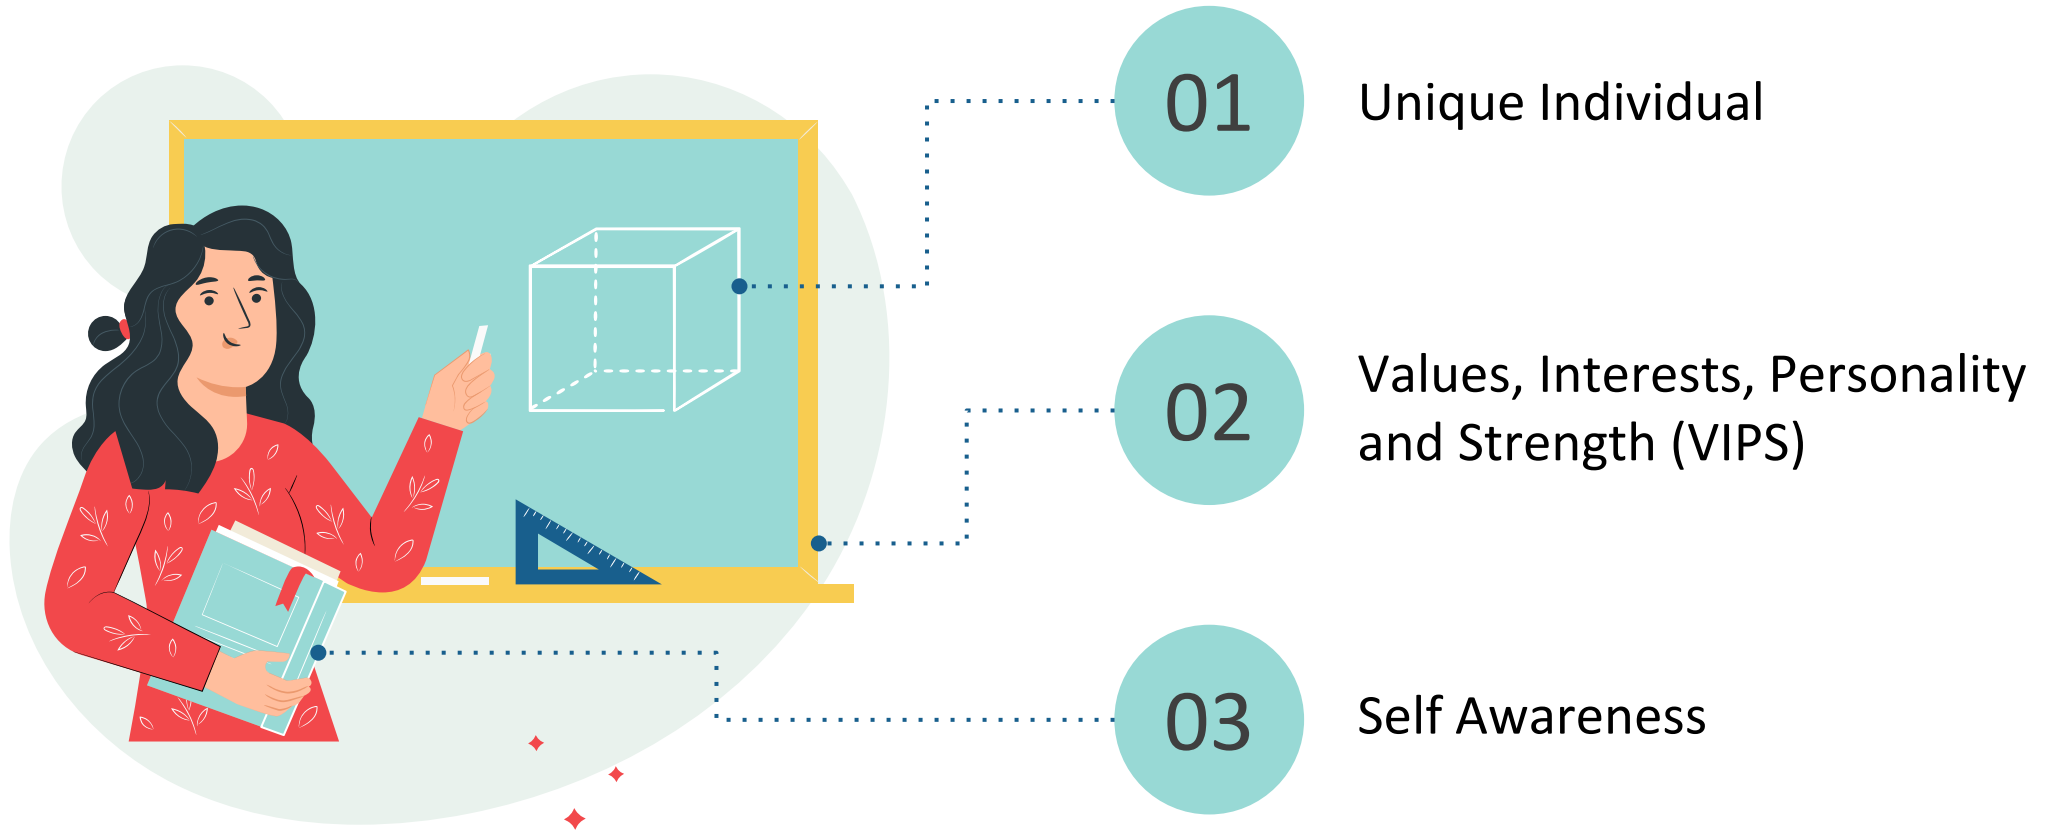 01
Unique Individual
02
Values, Interests, Personality
and Strength (VIPS)
03
Self Awareness